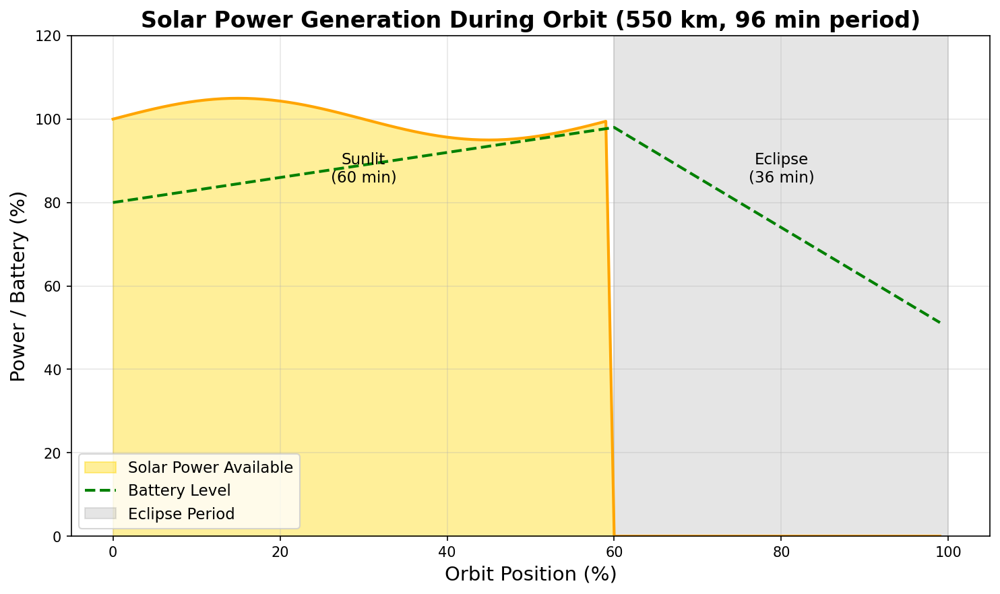 Solar Power Generation During Orbit (550 km, 96 min period)
120
100
80
60
40
20
0
Power / Battery (%)
Sunlit
(60 min)
Eclipse
(36 min)
Solar Power Available
Battery Level
Eclipse Period
0
20
40
60
80
100
Orbit Position (%)